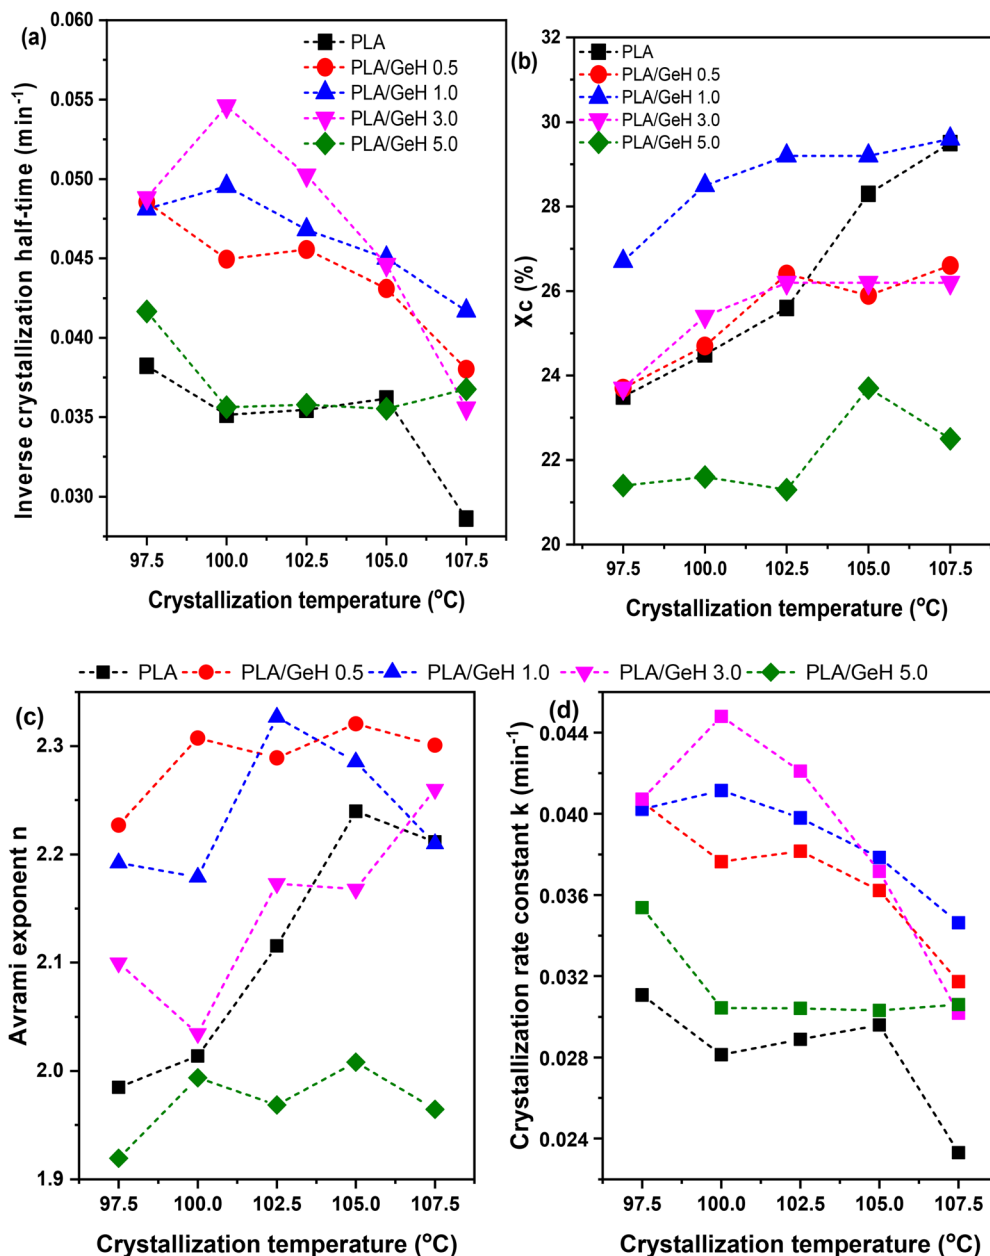 (a)
PLA
PLA/GeH 0.5
PLA/GeH 1.0
PLA/GeH 3.0
PLA/GeH 5.0
0.060
0.055
0.050
0.045
0.040
0.035
0.030
Inverse crystallization half-time (min⁻¹)
97.5 100.0 102.5 105.0 107.5
Crystallization temperature (°C)
(b)
PLA
PLA/GeH 0.5
PLA/GeH 1.0
PLA/GeH 3.0
PLA/GeH 5.0
32
30
28
26
24
22
20
Xc (%)
97.5 100.0 102.5 105.0 107.5
Crystallization temperature (°C)
PLA PLA/GeH 0.5 PLA/GeH 1.0 PLA/GeH 3.0 PLA/GeH 5.0
(c)
2.3
2.2
2.1
2.0
1.9
Avrami exponent n
97.5 100.0 102.5 105.0 107.5
Crystallization temperature (°C)
(d)
0.044
0.040
0.036
0.032
0.028
0.024
Crystallization rate constant k (min⁻¹)
97.5 100.0 102.5 105.0 107.5
Crystallization temperature (°C)